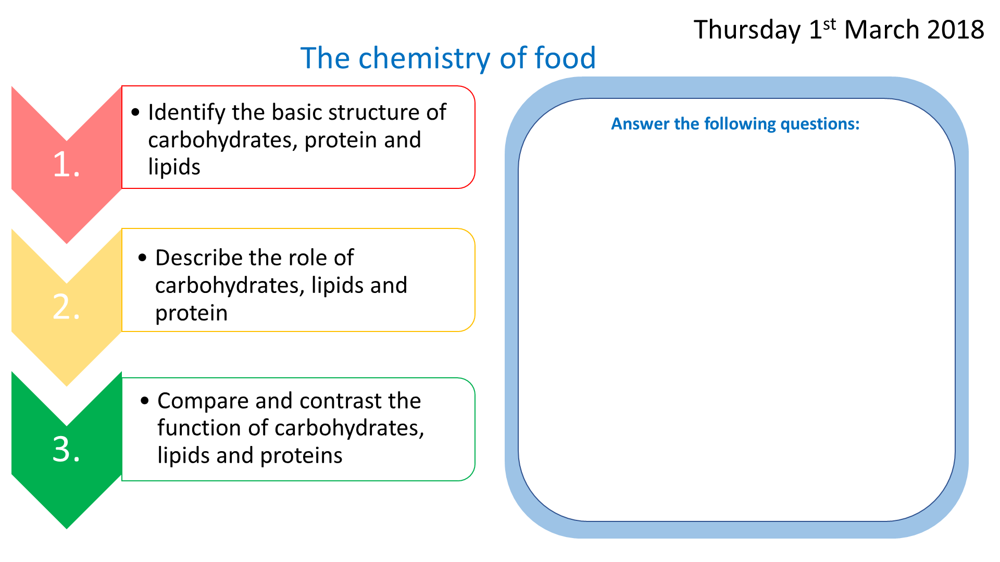 Thursday 1st March 2018
The chemistry of food
1.
• Identify the basic structure of
carbohydrates, protein and
lipids
2.
• Describe the role of
carbohydrates, lipids and
protein
3.
• Compare and contrast the
function of carbohydrates,
lipids and proteins
Answer the following questions: